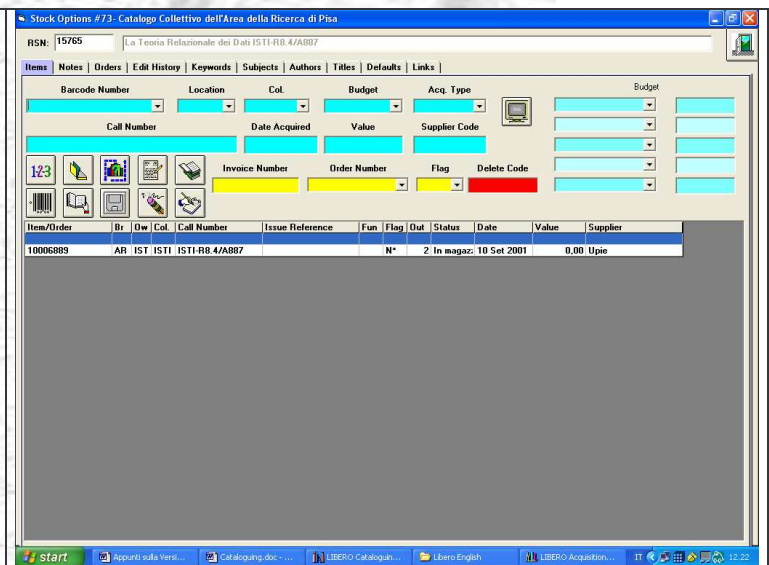 Stock Options #73- Catalogo Collettivo dell'Area della Ricerca di Pisa
RSN: 15765 La Teoria Relazionale dei Dati ISTI-R8.4/A887
Items Notes Orders Edit History Keywords Subjects Authors Titles Defaults Links
Barcode Number Location Col. Budget Acq. Type Budget
Call Number Date Acquired Value Supplier Code
1-2-3 Invoice Number Order Number Flag Delete Code
Item/Order Br Ow Col. Call Number Issue Reference Fun Flag Out Status Date Value Supplier
10006889 AR IST ISTI ISTI-R8.4/A887 N* 2 In magaz: 10 Set 2001 0,00 Upie
start Appunti sulla Versi... Cataloguing.doc - ... LIBERO Cataloguin... Libero English LIBERO Acquisition... IT 12.22